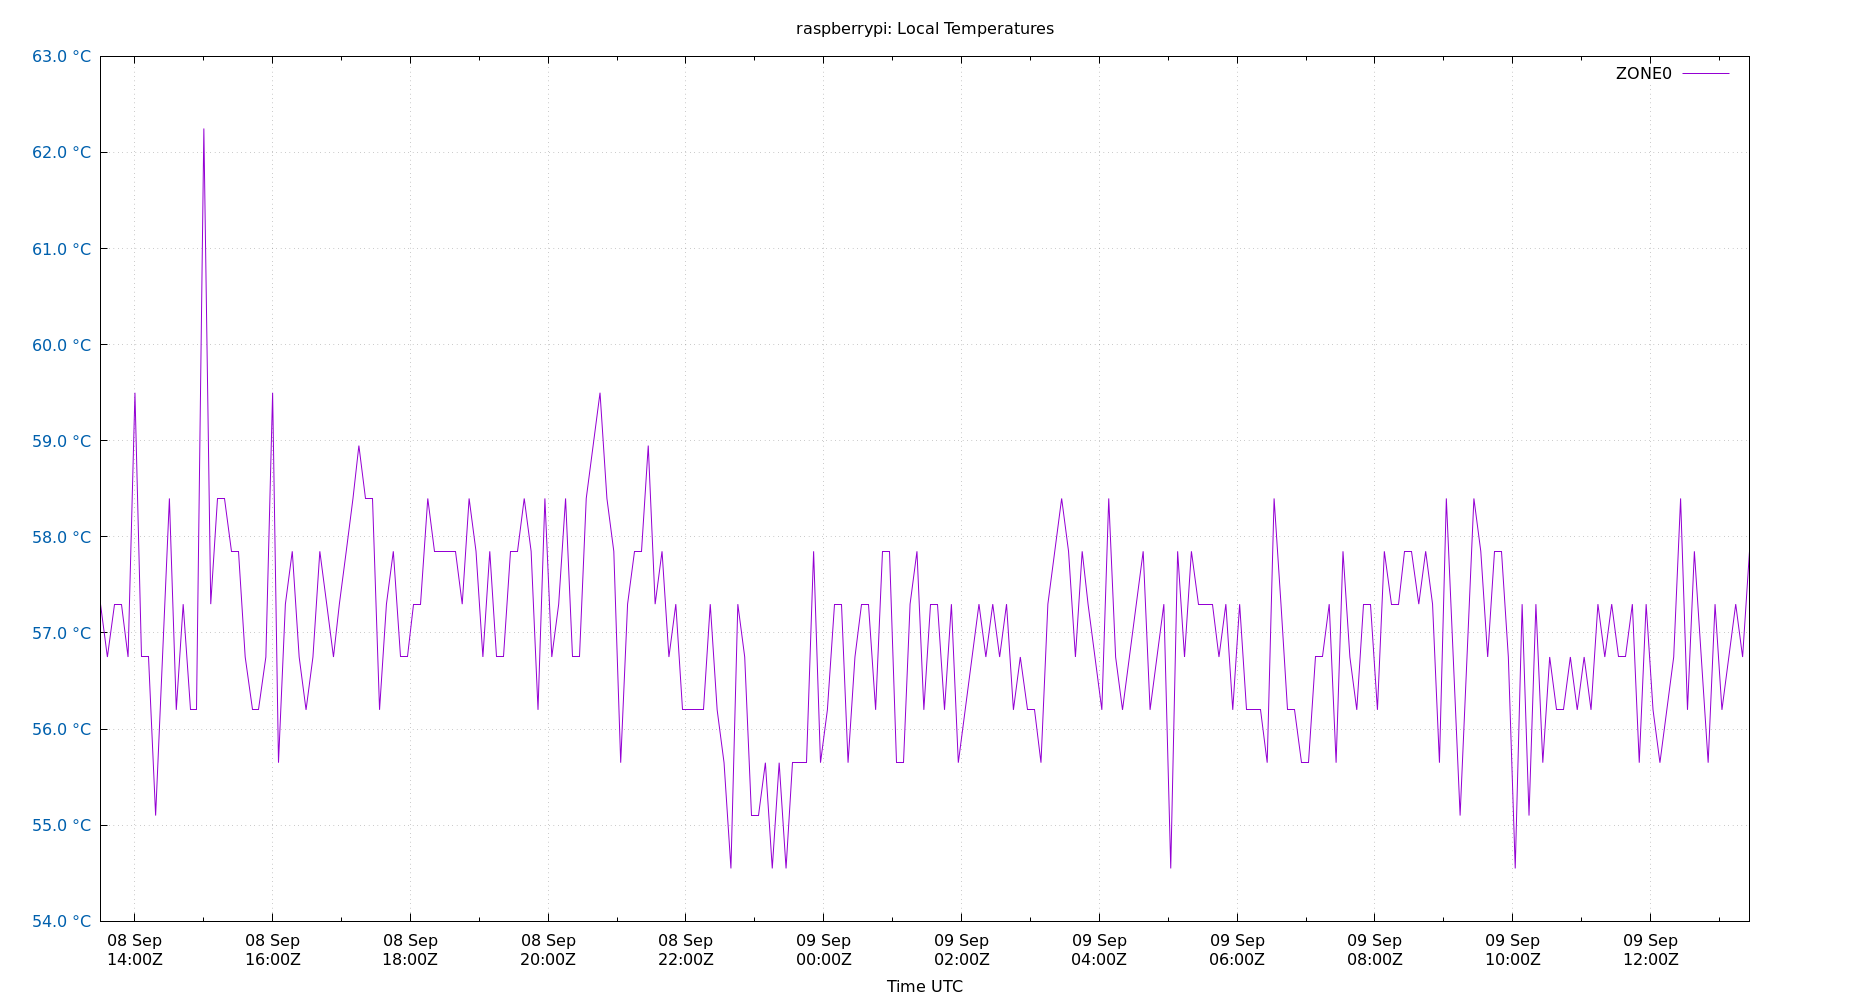 raspberrypi: Local Temperatures
63.0 °C
ZONE0
62.0 °C
61.0 °C
60.0 °C
59.0 °C
58.0 °C
57.0 °C
56.0 °C
55.0 °C
54.0 °C
08 Sep 08 Sep 08 Sep 08 Sep 08 Sep 09 Sep 09 Sep 09 Sep 09 Sep 09 Sep 09 Sep 09 Sep
14:00Z 16:00Z 18:00Z 20:00Z 22:00Z 00:00Z 02:00Z 04:00Z 06:00Z 08:00Z 10:00Z 12:00Z
Time UTC